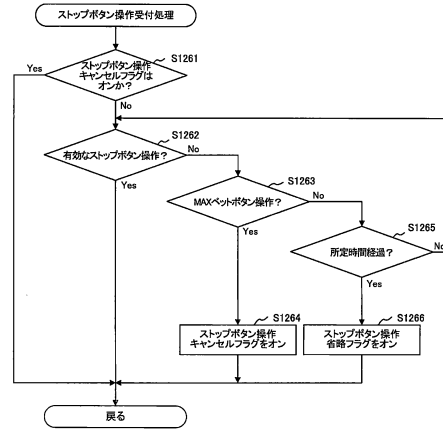 ストップボタン操作受付処理
S1261
ストップボタン操作
キャンセルフラグは
オンか？
Yes
No
S1262
有効なストップボタン操作？
No
Yes
S1263
MAXベットボタン操作？
No
Yes
S1265
所定時間経過？
No
Yes
S1264
ストップボタン操作
キャンセルフラグをオン
S1266
ストップボタン操作
省略フラグをオン
戻る